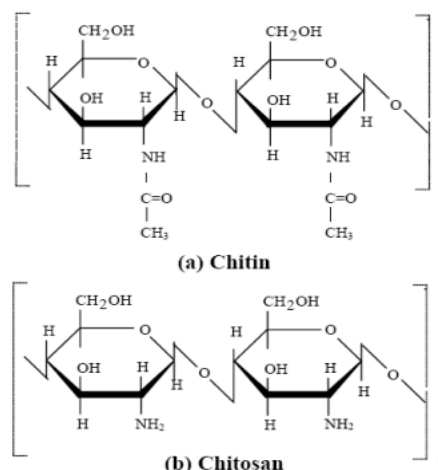 CH2OH CH2OH
H O H O
OH H OH H
H O H O
H NH H NH
C=O C=O
CH3 CH3
(a) Chitin
CH2OH CH2OH
H O H O
OH H OH H
H O H O
H NH2 H NH2
(b) Chitosan